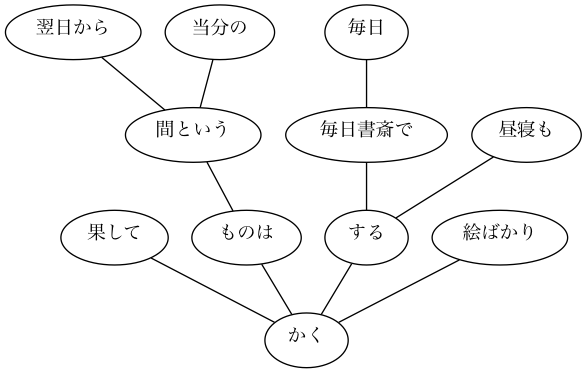 翌日から 当分の 毎日
間という 毎日書斎で 昼寝も
果して ものは する 絵ばかり
かく